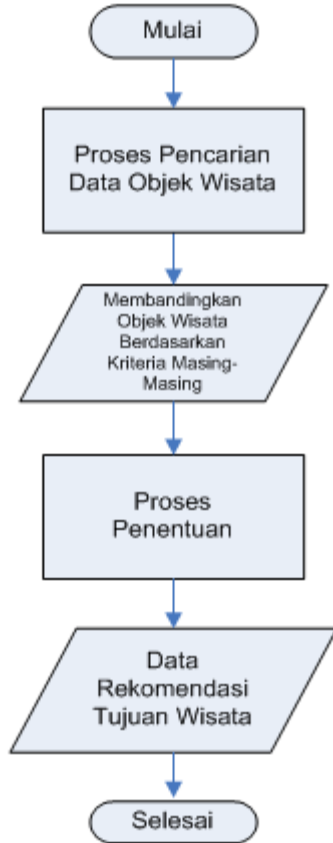 Mulai
Proses Pencarian
Data Objek Wisata
Membandingkan
Objek Wisata
Berdasarkan
Kriteria Masing-
Masing
Proses
Penentuan
Data
Rekomendasi
Tujuan Wisata
Selesai